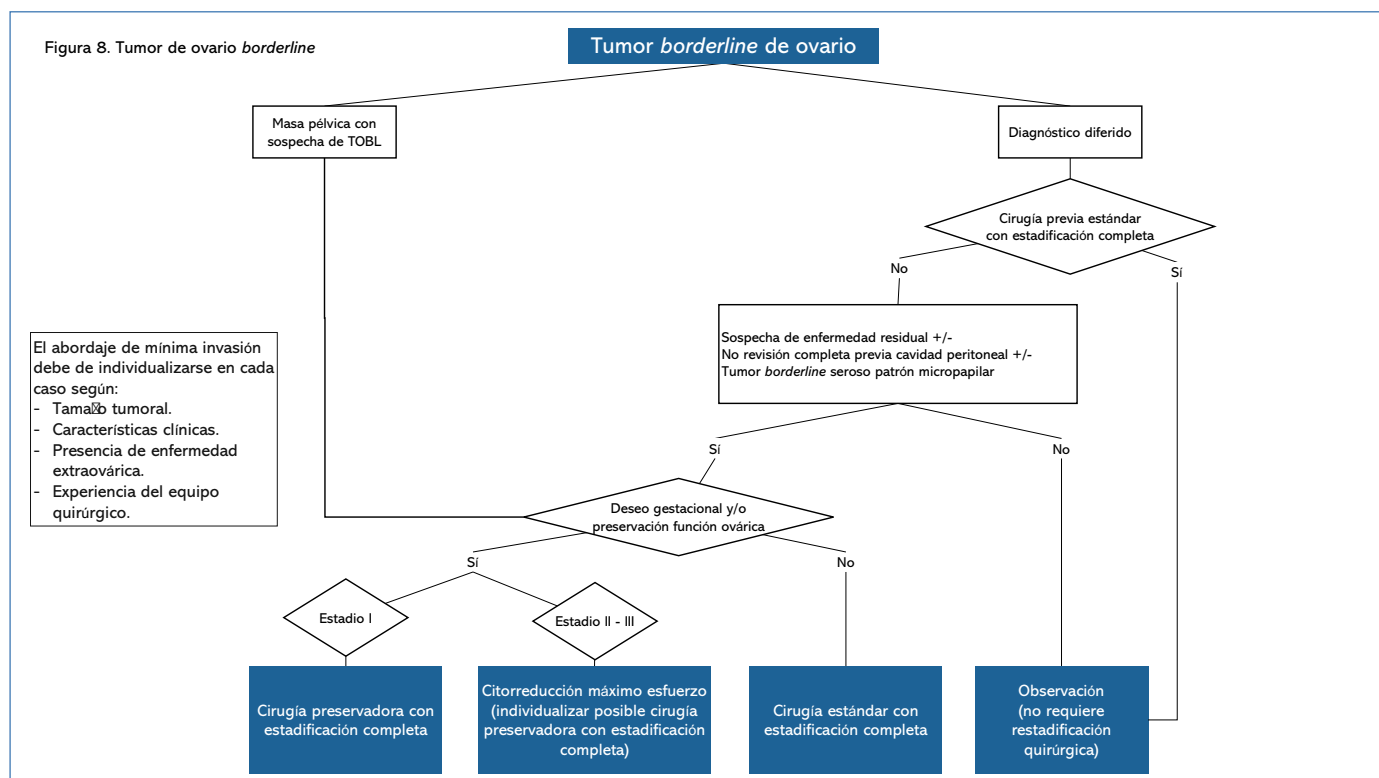 Figura 8. Tumor de ovario borderline
Tumor borderline de ovario
Masa pélvica con
sospecha de TOBL
Diagnóstico diferido
Cirugía previa estándar
con estadificación completa
No
Sí
Sospecha de enfermedad residual +/-
No revisión completa previa cavidad peritoneal +/-
Tumor borderline seroso patrón micropapilar
El abordaje de mínima invasión
debe de individualizarse en cada
caso según:
- Tama☒o tumoral.
- Características clínicas.
- Presencia de enfermedad
extraovárica.
- Experiencia del equipo
quirúrgico.
Sí
No
Deseo gestacional y/o
preservación función ovárica
Sí
No
Estadio I
Estadio II - III
Cirugía preservadora con
estadificación completa
Citorreducción máximo esfuerzo
(individualizar posible cirugía
preservadora con estadificación
completa)
Cirugía estándar con
estadificación completa
Observación
(no requiere
restadificación
quirúrgica)